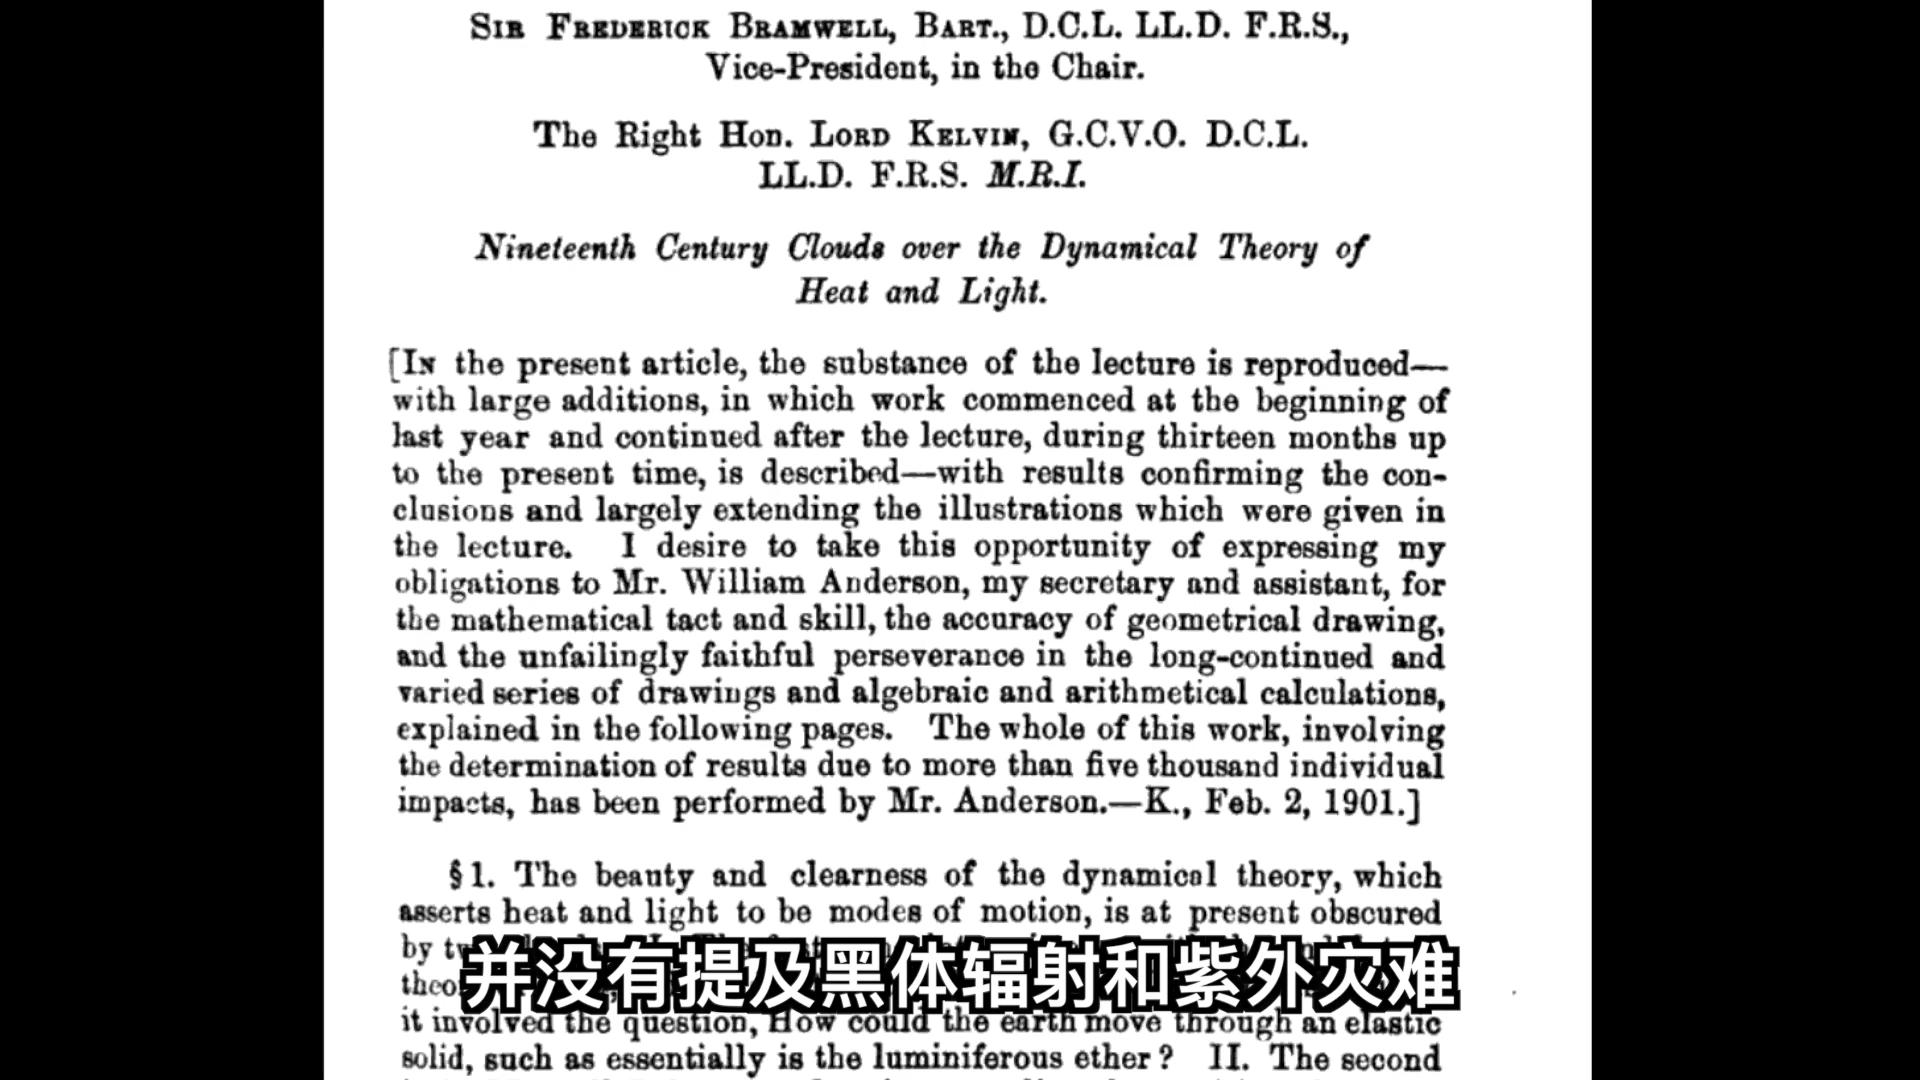 SIR FREDERICK BRAMWELL, BART., D.C.L. LL.D. F.R.S.,
Vice-President, in the Chair.
The Right Hon. LORD KELVIN, G.C.V.O. D.C.L.
LL.D. F.R.S. M.R.I.
Nineteenth Century Clouds over the Dynamical Theory of
Heat and Light.
[IN the present article, the substance of the lecture is reproduced—
with large additions, in which work commenced at the beginning of
last year and continued after the lecture, during thirteen months up
to the present time, is described—with results confirming the con-
clusions and largely extending the illustrations which were given in
the lecture. I desire to take this opportunity of expressing my
obligations to Mr. William Anderson, my secretary and assistant, for
the mathematical tact and skill, the accuracy of geometrical drawing,
and the unfailingly faithful perseverance in the long-continued and
varied series of drawings and algebraic and arithmetical calculations,
explained in the following pages. The whole of this work, involving
the determination of results due to more than five thousand individual
impacts, has been performed by Mr. Anderson.—K., Feb. 2, 1901.]
§ 1. The beauty and clearness of the dynamical theory, which
asserts heat and light to be modes of motion, is at present obscured
by
并没有提及黑体辐射和紫外灾难
it involved the question, How could the earth move through an elastic
solid, such as essentially is the luminiferous ether? II. The second